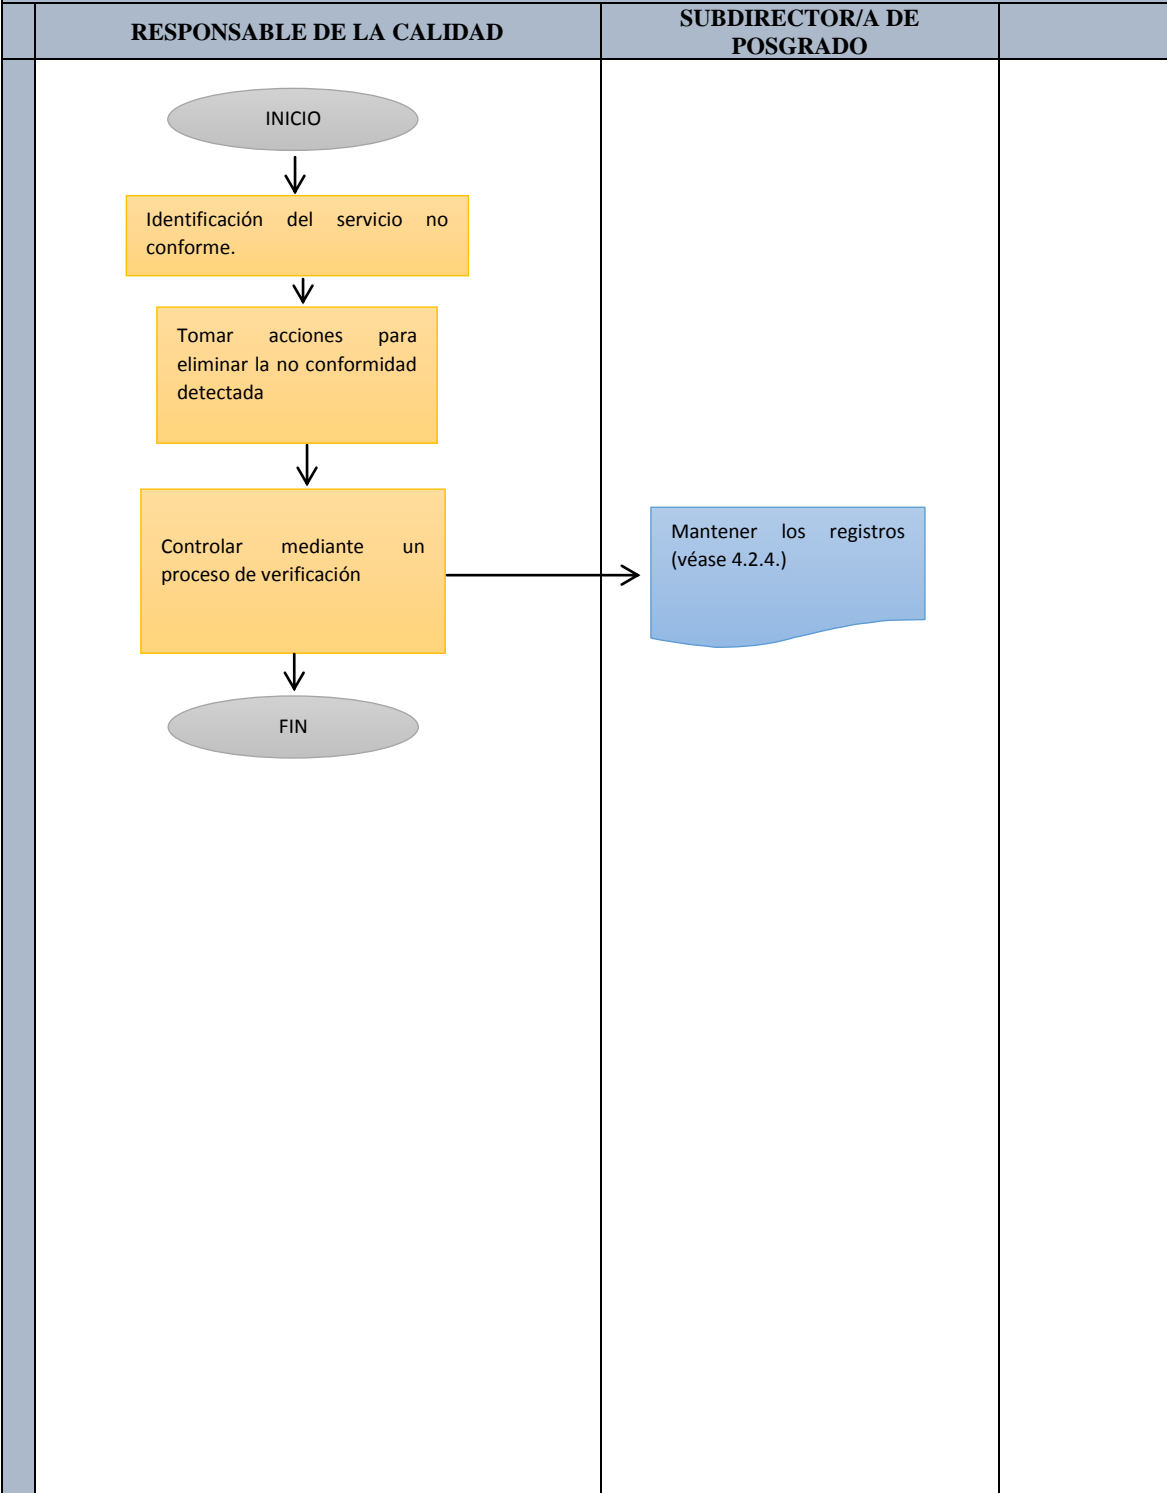 RESPONSABLE DE LA CALIDAD
SUBDIRECTOR/A DE
POSGRADO
INICIO
Identificación del servicio no
conforme.
Tomar acciones para
eliminar la no conformidad
detectada
Controlar mediante un
proceso de verificación
Mantener los registros
(véase 4.2.4.)
FIN